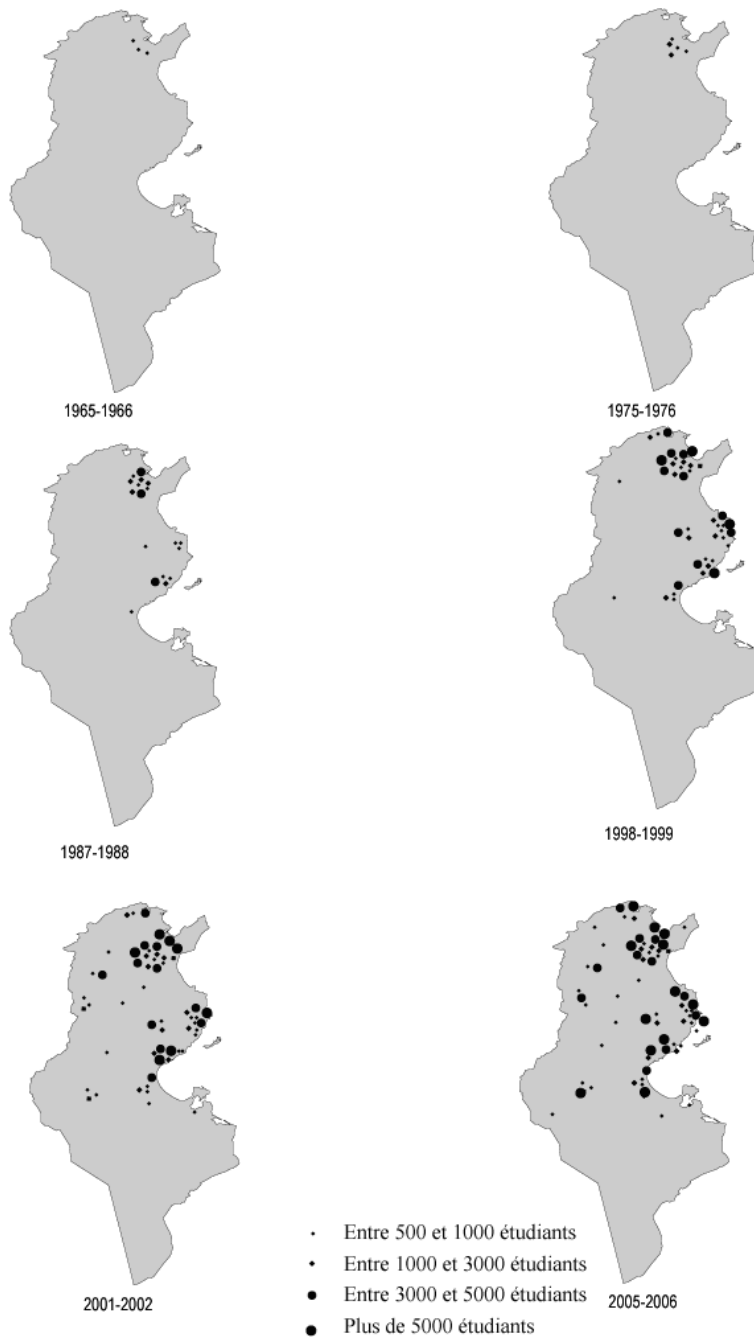 1965-1966
1975-1976
1987-1988
1998-1999
2001-2002
2005-2006
Entre 500 et 1000 étudiants
Entre 1000 et 3000 étudiants
Entre 3000 et 5000 étudiants
Plus de 5000 étudiants